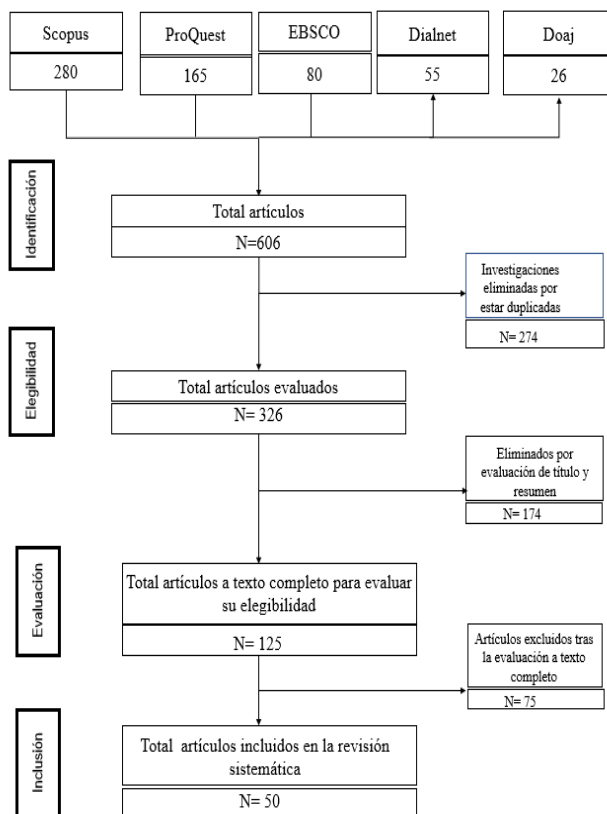 Scopus
280
ProQuest
165
EBSCO
80
Dialnet
55
Doaj
26
Identificación
Total artículos
N=606
Investigaciones
eliminadas por
estar duplicadas
N= 274
Elegibilidad
Total artículos evaluados
N= 326
Eliminados por
evaluación de título y
resumen
N= 174
Evaluación
Total artículos a texto completo para evaluar
su elegibilidad
N= 125
Artículos excluidos tras
la evaluación a texto
completo
N= 75
Inclusión
Total artículos incluidos en la revisión
sistemática
N= 50